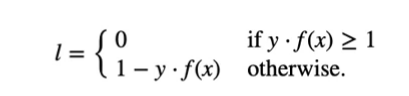 l = { 0 if y · f(x) ≥ 1
1 − y · f(x) otherwise.